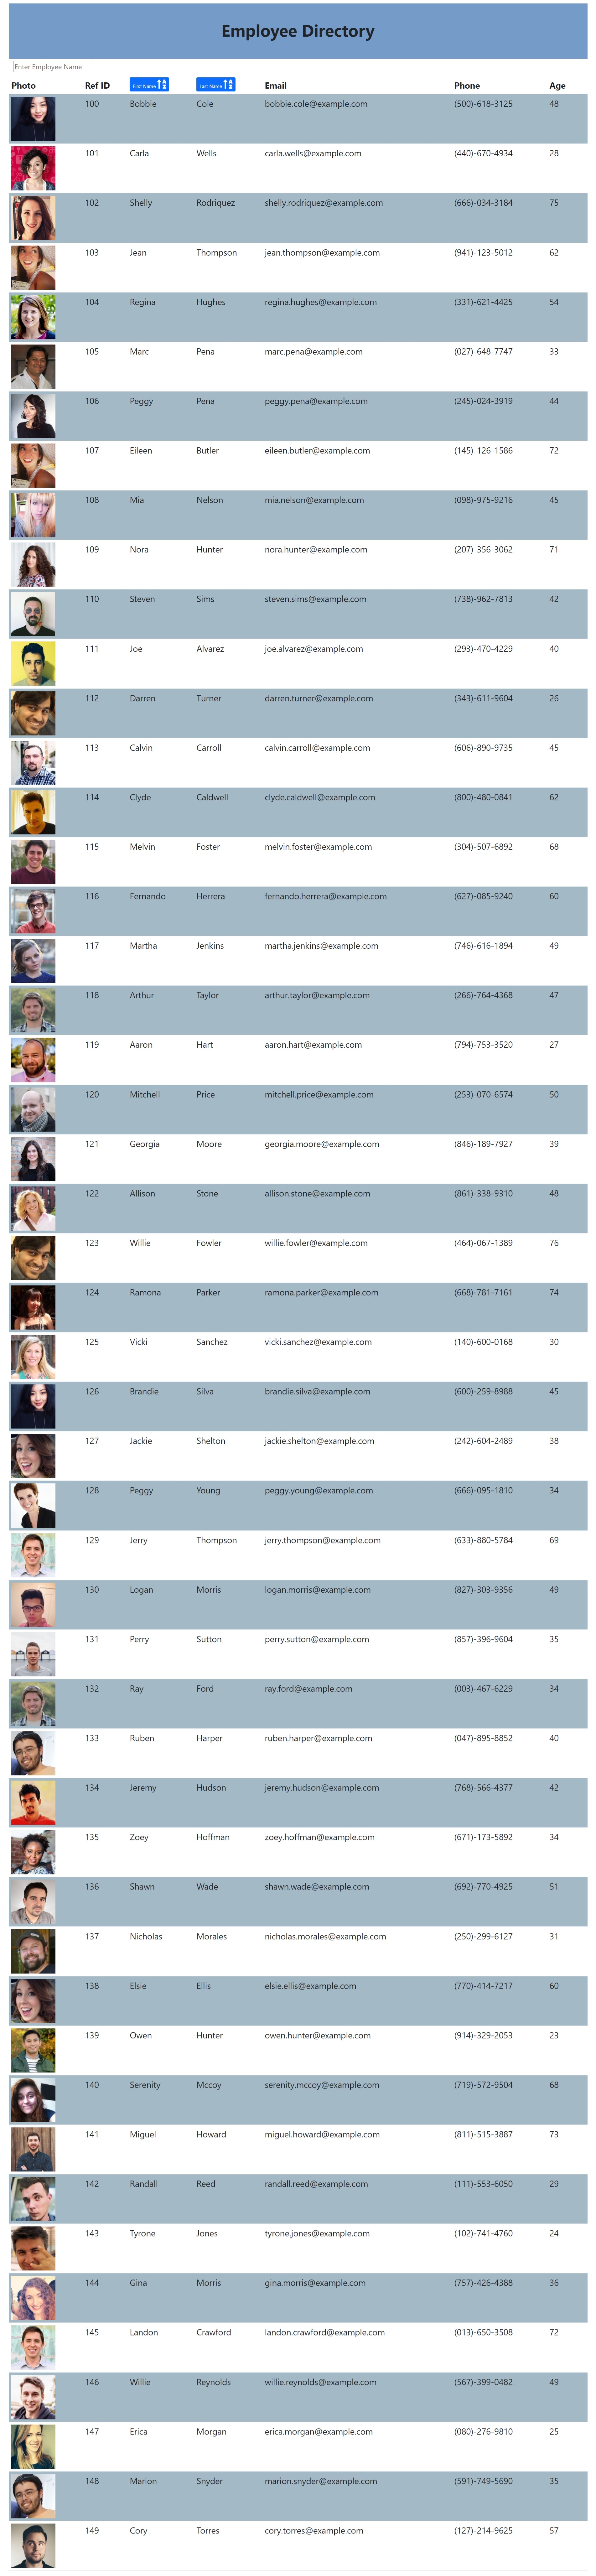 Employee Directory
Enter Employee Name
Photo Ref ID First Name Last Name Email Phone Age
100 Bobbie Cole bobbie.cole@example.com (500)-618-3125 48
101 Carla Wells carla.wells@example.com (440)-670-4934 28
102 Shelly Rodriquez shelly.rodriquez@example.com (666)-034-3184 75
103 Jean Thompson jean.thompson@example.com (941)-123-5012 62
104 Regina Hughes regina.hughes@example.com (331)-621-4425 54
105 Marc Pena marc.pena@example.com (027)-648-7747 33
106 Peggy Pena peggy.pena@example.com (245)-024-3919 44
107 Eileen Butler eileen.butler@example.com (145)-126-1586 72
108 Mia Nelson mia.nelson@example.com (098)-975-9216 45
109 Nora Hunter nora.hunter@example.com (207)-356-3062 71
110 Steven Sims steven.sims@example.com (738)-962-7813 42
111 Joe Alvarez joe.alvarez@example.com (293)-470-4229 40
112 Darren Turner darren.turner@example.com (343)-611-9604 26
113 Calvin Carroll calvin.carroll@example.com (606)-890-9735 45
114 Clyde Caldwell clyde.caldwell@example.com (800)-480-0841 62
115 Melvin Foster melvin.foster@example.com (304)-507-6892 68
116 Fernando Herrera fernando.herrera@example.com (627)-085-9240 60
117 Martha Jenkins martha.jenkins@example.com (746)-616-1894 49
118 Arthur Taylor arthur.taylor@example.com (266)-764-4368 47
119 Aaron Hart aaron.hart@example.com (794)-753-3520 27
120 Mitchell Price mitchell.price@example.com (253)-070-6574 50
121 Georgia Moore georgia.moore@example.com (846)-189-7927 39
122 Allison Stone allison.stone@example.com (861)-338-9310 48
123 Willie Fowler willie.fowler@example.com (464)-067-1389 76
124 Ramona Parker ramona.parker@example.com (668)-781-7161 74
125 Vicki Sanchez vicki.sanchez@example.com (140)-600-0168 30
126 Brandie Silva brandie.silva@example.com (600)-259-8988 45
127 Jackie Shelton jackie.shelton@example.com (242)-604-2489 38
128 Peggy Young peggy.young@example.com (666)-095-1810 34
129 Jerry Thompson jerry.thompson@example.com (633)-880-5784 69
130 Logan Morris logan.morris@example.com (827)-303-9356 49
131 Perry Sutton perry.sutton@example.com (857)-396-9604 35
132 Ray Ford ray.ford@example.com (003)-467-6229 34
133 Ruben Harper ruben.harper@example.com (047)-895-8852 40
134 Jeremy Hudson jeremy.hudson@example.com (768)-566-4377 42
135 Zoey Hoffman zoey.hoffman@example.com (671)-173-5892 34
136 Shawn Wade shawn.wade@example.com (692)-770-4925 51
137 Nicholas Morales nicholas.morales@example.com (250)-299-6127 31
138 Elsie Ellis elsie.ellis@example.com (770)-414-7217 60
139 Owen Hunter owen.hunter@example.com (914)-329-2053 23
140 Serenity Mccoy serenity.mccoy@example.com (719)-572-9504 68
141 Miguel Howard miguel.howard@example.com (811)-515-3887 73
142 Randall Reed randall.reed@example.com (111)-553-6050 29
143 Tyrone Jones tyrone.jones@example.com (102)-741-4760 24
144 Gina Morris gina.morris@example.com (757)-426-4388 36
145 Landon Crawford landon.crawford@example.com (013)-650-3508 72
146 Willie Reynolds willie.reynolds@example.com (567)-399-0482 49
147 Erica Morgan erica.morgan@example.com (080)-276-9810 25
148 Marion Snyder marion.snyder@example.com (591)-749-5690 35
149 Cory Torres cory.torres@example.com (127)-214-9625 57